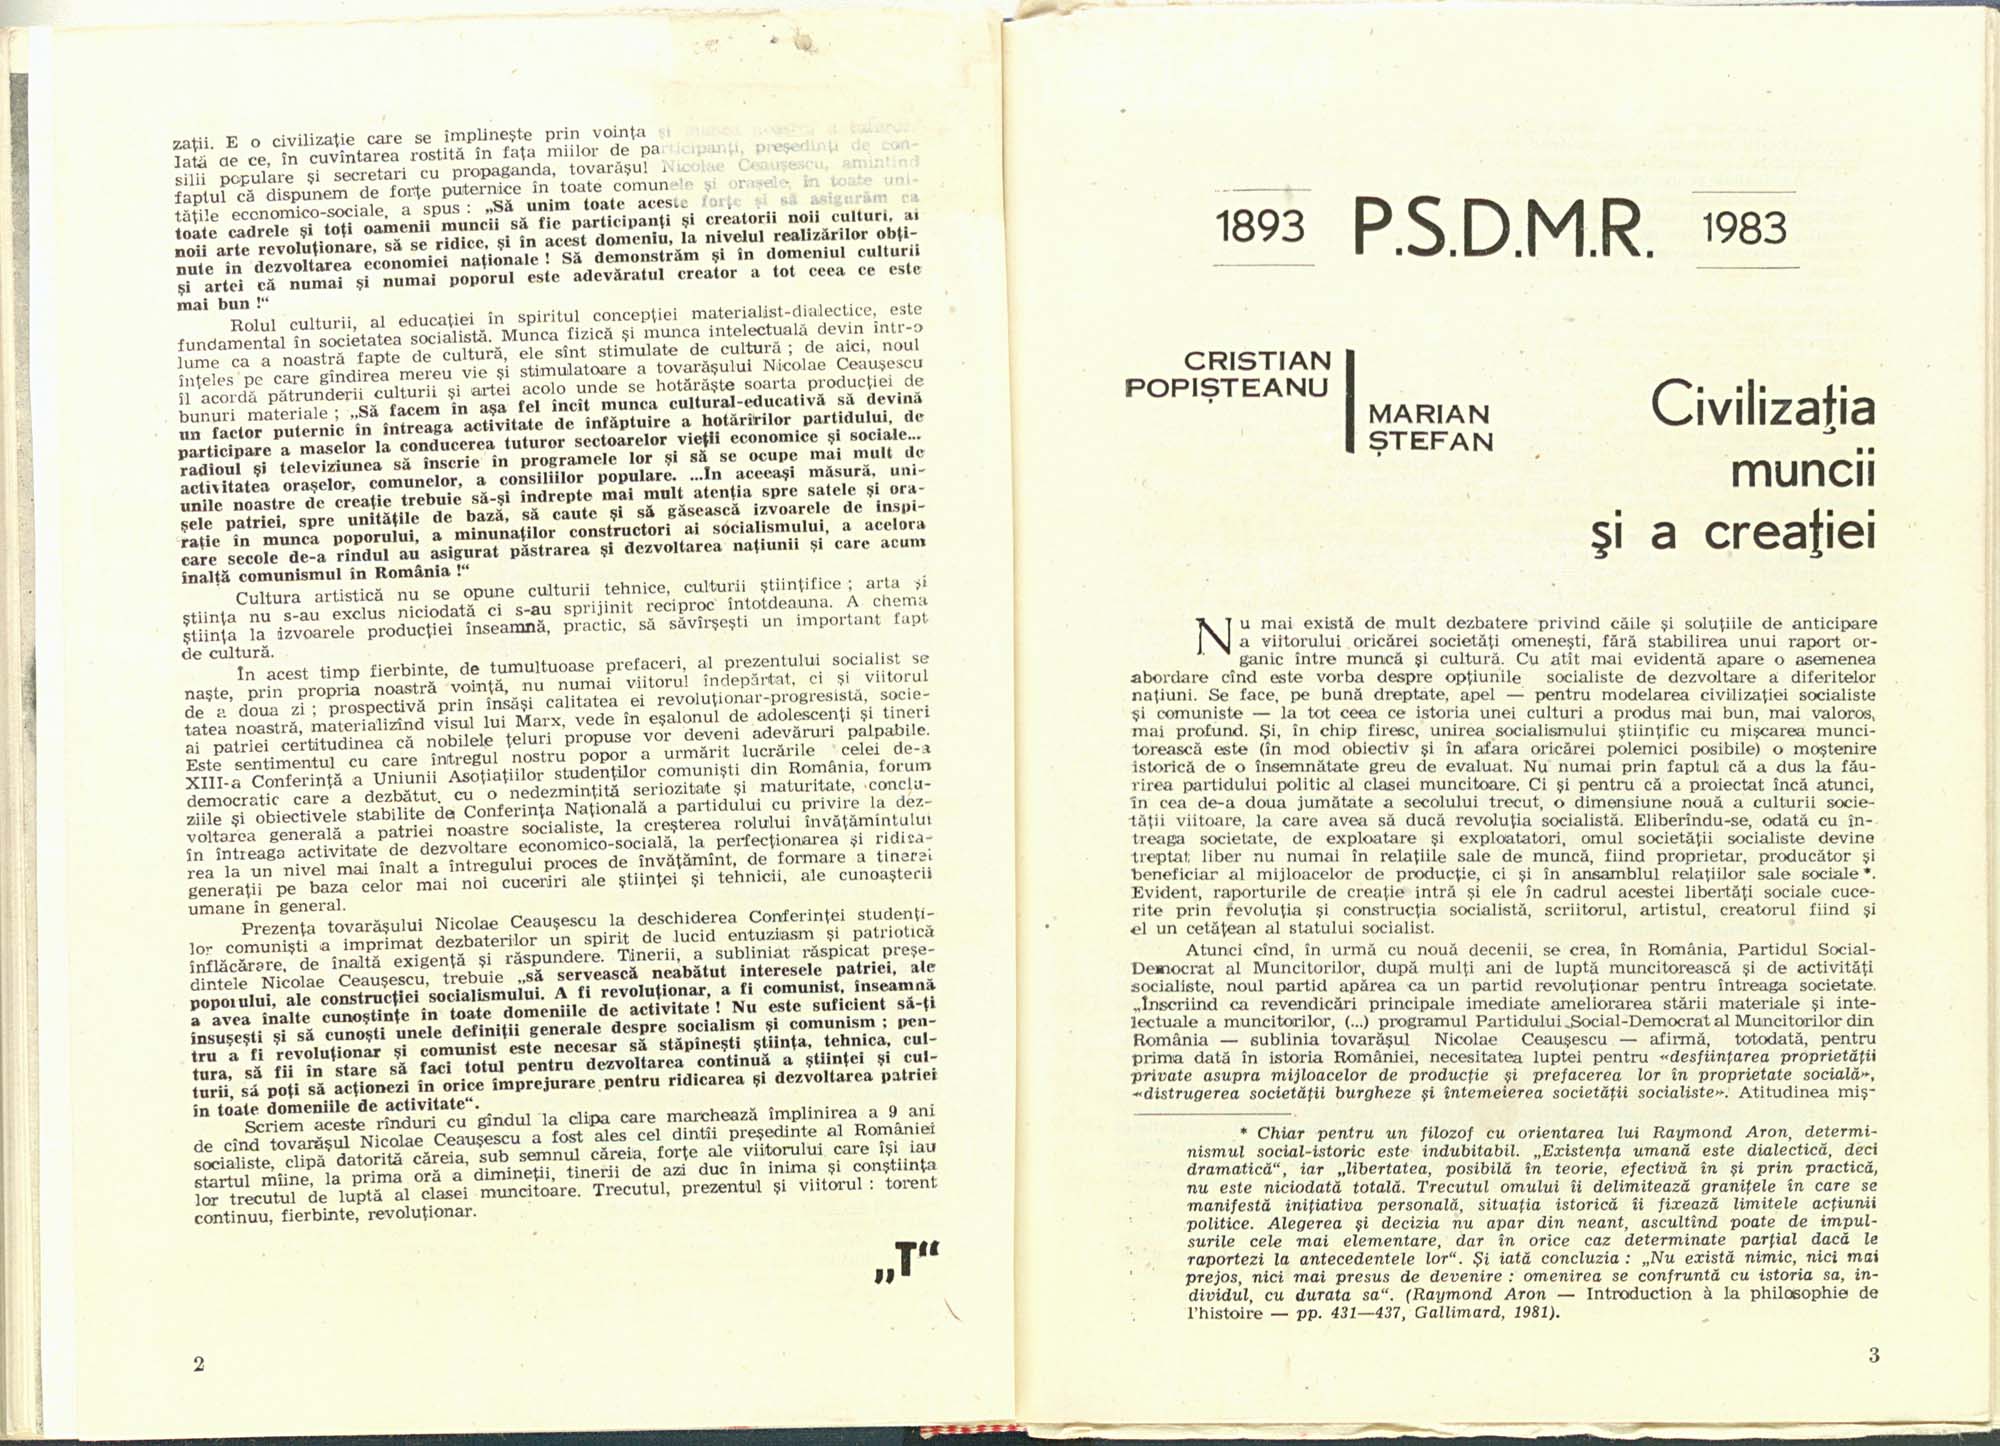 zații. E o civilizație care se împlinește prin voința și munca noastră a tuturor.
Iată de ce, în cuvîntarea rostită în fața miilor de participanți, președinți de con-
silii populare și secretari cu propaganda, tovarășul Nicolae Ceaușescu, amintind
faptul că dispunem de forțe puternice în toate comunele și orașele, în toate uni-
tățile economico-sociale, a spus : „Să unim toate aceste forțe și să asigurăm ca
toate cadrele și toți oamenii muncii să fie participanți și creatorii noii culturi, ai
noii arte revoluționare, să se ridice, și în acest domeniu, la nivelul realizărilor obți-
nute în dezvoltarea economiei naționale ! Să demonstrăm și în domeniul culturii
și artei că numai și numai poporul este adevăratul creator a tot ceea ce este
mai bun !“
Rolul culturii, al educației în spiritul concepției materialist-dialectice, este
fundamental în societatea socialistă. Munca fizică și munca intelectuală devin într-o
lume ca a noastră fapte de cultură, ele sînt stimulate de cultură ; de aici, noul
înțeles pe care gîndirea mereu vie și stimulatoare a tovarășului Nicolae Ceaușescu
îl acordă pătrunderii culturii și artei acolo unde se hotărăște soarta producției de
bunuri materiale ; „Să facem în așa fel încît munca cultural-educativă să devină
un factor puternic în întreaga activitate de înfăptuire a hotărîrilor partidului, de
participare a maselor la conducerea tuturor sectoarelor vieții economice și sociale...
radioul și televiziunea să înscrie în programele lor și să se ocupe mai mult de
activitatea orașelor, comunelor, a consiliilor populare. ...În aceeași măsură, uni-
unile noastre de creație trebuie să-și îndrepte mai mult atenția spre satele și ora-
șele patriei, spre unitățile de bază, să caute și să găsească izvoarele de inspi-
rație în munca poporului, a minunaților constructori ai socialismului, a acelora
care secole de-a rîndul au asigurat păstrarea și dezvoltarea națiunii și care acum
înalță comunismul în România !“
Cultura artistică nu se opune culturii tehnice, culturii științifice ; arta și
știința nu s-au exclus niciodată ci s-au sprijinit reciproc întotdeauna. A chema
știința la izvoarele producției înseamnă, practic, să săvîrșești un important fapt
de cultură.
În acest timp fierbinte, de tumultuoase prefaceri, al prezentului socialist se
naște, prin propria noastră voință, nu numai viitorul îndepărtat, ci și viitorul
de a doua zi ; prospectivă prin însăși calitatea ei revoluționar-progresistă, socie-
tatea noastră, materializînd visul lui Marx, vede în eșalonul de adolescenți și tineri
ai patriei certitudinea că nobilele țeluri propuse vor deveni adevăruri palpabile.
Este sentimentul cu care întregul nostru popor a urmărit lucrările celei de-a
XIII-a Conferință a Uniunii Asotiațiilor studenților comuniști din România, forum
democratic care a dezbătut, cu o nedezmințită seriozitate și maturitate, conclu-
ziile și obiectivele stabilite de Conferința Națională a partidului cu privire la dez-
voltarea generală a patriei noastre socialiste, la creșterea rolului învățămîntului
în întreaga activitate de dezvoltare economico-socială, la perfecționarea și ridica-
rea la un nivel mai înalt a întregului proces de învățămînt, de formare a tinerei
generații pe baza celor mai noi cuceriri ale științei și tehnicii, ale cunoașterii
umane în general.
Prezența tovarășului Nicolae Ceaușescu la deschiderea Conferinței studenți-
lor comuniști a imprimat dezbaterilor un spirit de lucid entuziasm și patriotică
înflăcărare, de înaltă exigență și răspundere. Tinerii, a subliniat răspicat președ-
dintele Nicolae Ceaușescu, trebuie „să servească neabătut interesele patriei, ale
poporului, ale construcției socialismului. A fi revoluționar, a fi comunist, înseamnă
a avea înalte cunoștințe în toate domeniile de activitate ! Nu este suficient să-ți
însușești și să cunoști unele definiții generale despre socialism și comunism ; pen-
tru a fi revoluționar și comunist este necesar să stăpînești știința, tehnica, cul-
tura, să fii în stare să faci totul pentru dezvoltarea continuă a științei și cul-
turii, să poți să acționezi în orice împrejurare pentru ridicarea și dezvoltarea patriei
în toate domeniile de activitate“.
Scriem aceste rînduri cu gîndul la clipa care marchează împlinirea a 9 ani
de cînd tovarășul Nicolae Ceaușescu a fost ales cel dintîi președinte al României
socialiste, clipă datorită căreia, sub semnul căreia, forțe ale viitorului care își iau
startul mîine, la prima oră a dimineții, tinerii de azi duc în inima și conștiința
lor trecutul de luptă al clasei muncitoare. Trecutul, prezentul și viitorul : torent
continuu, fierbinte, revoluționar.
„T“
2
1893 P.S.D.M.R. 1983
CRISTIAN
POPIȘTEANU
MARIAN
ȘTEFAN
Civilizația
muncii
și a creației
Nu mai există de mult dezbatere privind căile și soluțiile de anticipare
a viitorului oricărei societăți omenești, fără stabilirea unui raport or-
ganic între muncă și cultură. Cu atît mai evidentă apare o asemenea
abordare cînd este vorba despre opțiunile socialiste de dezvoltare a diferitelor
națiuni. Se face, pe bună dreptate, apel — pentru modelarea civilizației socialiste
și comuniste — la tot ceea ce istoria unei culturi a produs mai bun, mai valoros,
mai profund. Și, în chip firesc, unirea socialismului științific cu mișcarea munci-
torească este (în mod obiectiv și în afara oricărei polemici posibile) o moștenire
istorică de o însemnătate greu de evaluat. Nu numai prin faptul că a dus la fău-
rirea partidului politic al clasei muncitoare. Ci și pentru că a proiectat încă atunci,
în cea de-a doua jumătate a secolului trecut, o dimensiune nouă a culturii socie-
tății viitoare, la care avea să ducă revoluția socialistă. Eliberîndu-se, odată cu în-
treaga societate, de exploatare și exploatatori, omul societății socialiste devine
treptat liber nu numai în relațiile sale de muncă, fiind proprietar, producător și
beneficiar al mijloacelor de producție, ci și în ansamblul relațiilor sale sociale *.
Evident, raporturile de creație intră și ele în cadrul acestei libertăți sociale cuce-
rite prin revoluția și construcția socialistă, scriitorul, artistul, creatorul fiind și
el un cetățean al statului socialist.
Atunci cînd, în urmă cu nouă decenii, se crea, în România, Partidul Social-
Democrat al Muncitorilor, după mulți ani de luptă muncitorească și de activități
socialiste, noul partid apărea ca un partid revoluționar pentru întreaga societate.
„Înscriind ca revendicări principale imediate ameliorarea stării materiale și inte-
lectuale a muncitorilor, (...) programul Partidului Social-Democrat al Muncitorilor din
România — sublinia tovarășul Nicolae Ceaușescu — afirmă, totodată, pentru
prima dată în istoria României, necesitatea luptei pentru «desființarea proprietății
private asupra mijloacelor de producție și prefacerea lor în proprietate socială»,
«distrugerea societății burgheze și întemeierea societății socialiste». Atitudinea miș-
* Chiar pentru un filozof cu orientarea lui Raymond Aron, determi-
nismul social-istoric este indubitabil. „Existența umană este dialectică, deci
dramatică“, iar „libertatea, posibilă în teorie, efectivă în și prin practică,
nu este niciodată totală. Trecutul omului îi delimitează granițele în care se
manifestă inițiativa personală, situația istorică îi fixează limitele acțiunii
politice. Alegerea și decizia nu apar din neant, ascultînd poate de impul-
surile cele mai elementare, dar în orice caz determinate parțial dacă le
raportezi la antecedentele lor“. Și iată concluzia : „Nu există nimic, nici mai
prejos, nici mai presus de devenire : omenirea se confruntă cu istoria sa, in-
dividul, cu durata sa“. (Raymond Aron — Introduction à la philosophie de
l'histoire — pp. 431—437, Gallimard, 1981).
3